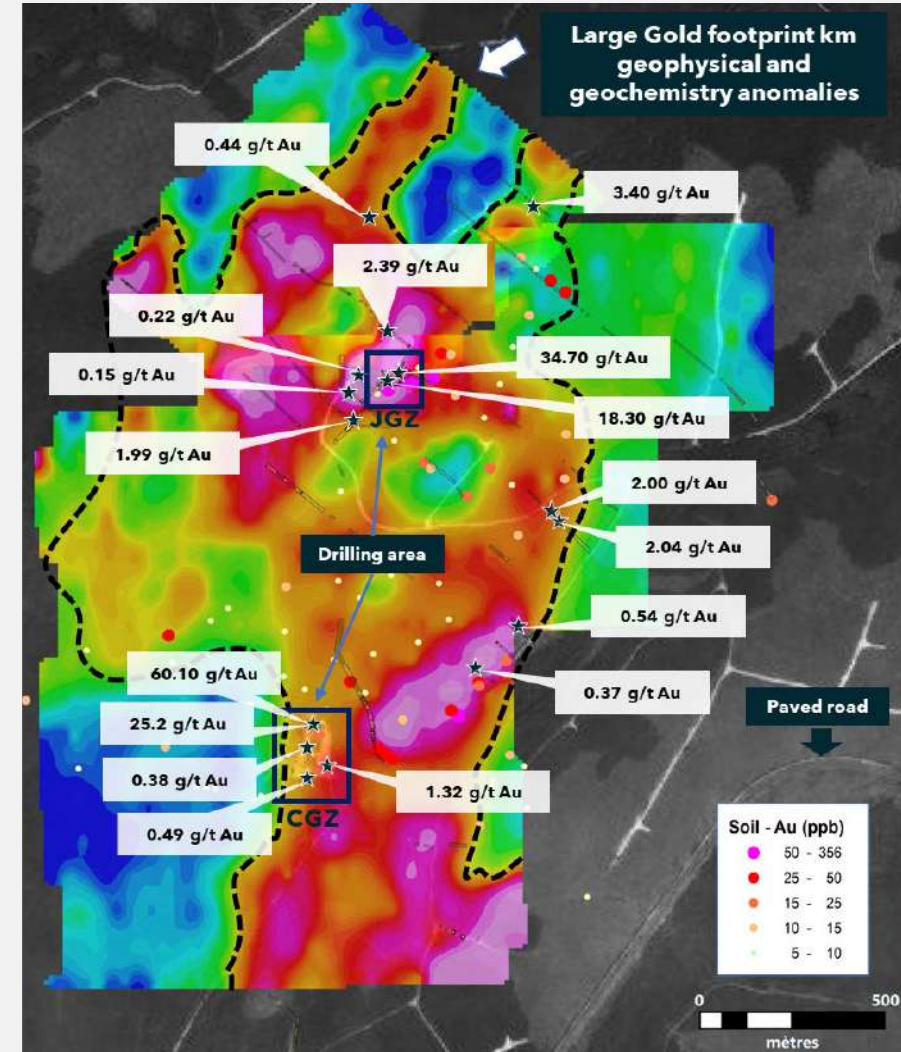 Large Gold footprint km
geophysical and
geochemistry anomalies
0.44 g/t Au
3.40 g/t Au
2.39 g/t Au
0.22 g/t Au
34.70 g/t Au
0.15 g/t Au
18.30 g/t Au
JGZ
1.99 g/t Au
2.00 g/t Au
2.04 g/t Au
Drilling area
0.54 g/t Au
60.10 g/t Au
0.37 g/t Au
25.2 g/t Au
Paved road
0.38 g/t Au
1.32 g/t Au
0.49 g/t Au
CGZ
Soil - Au (ppb)
50 - 356
25 - 50
15 - 25
10 - 15
5 - 10
0 500
mètres